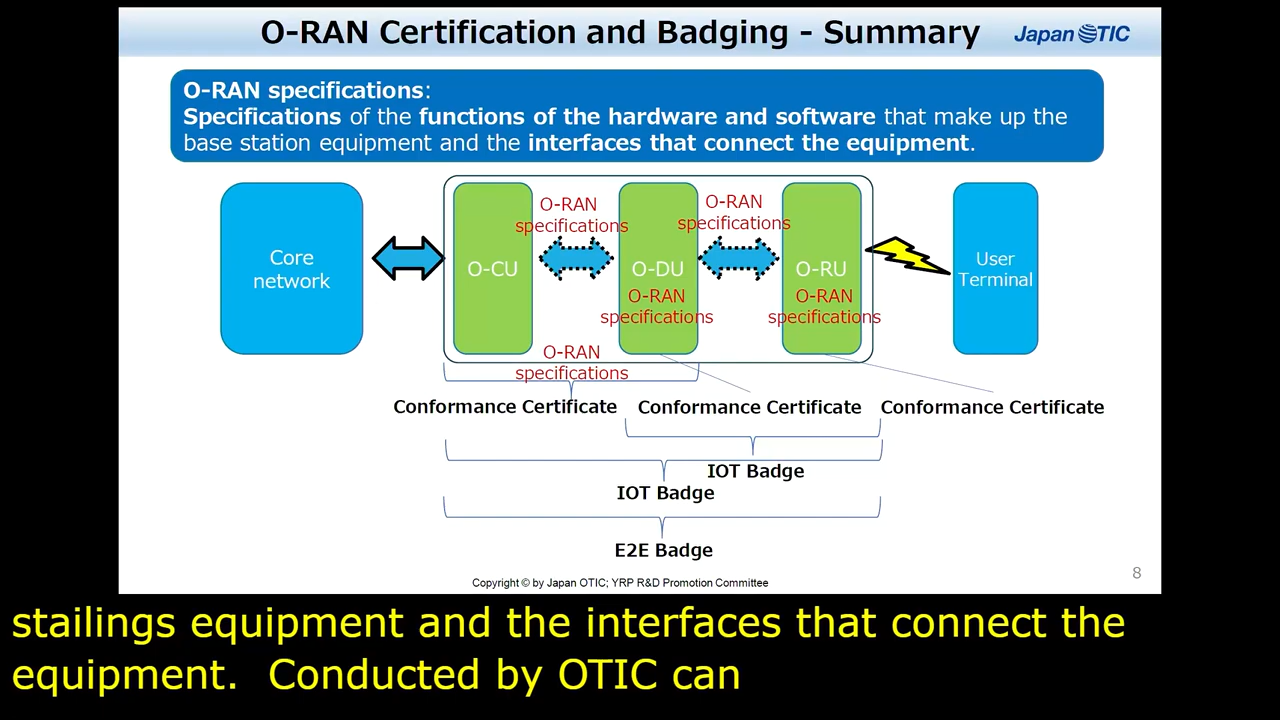 O-RAN Certification and Badging - Summary
Japan OTIC
O-RAN specifications:
Specifications of the functions of the hardware and software that make up the
base station equipment and the interfaces that connect the equipment.
Core
network
O-CU
O-RAN
specifications
O-DU
O-RAN
specifications
O-RAN
specifications
O-RU
O-RAN
specifications
User
Terminal
O-RAN
specifications
Conformance Certificate
Conformance Certificate
Conformance Certificate
IOT Badge
IOT Badge
E2E Badge
Copyright © by Japan OTIC; YRP R&D Promotion Committee
8
stailings equipment and the interfaces that connect the
equipment.  Conducted by OTIC can